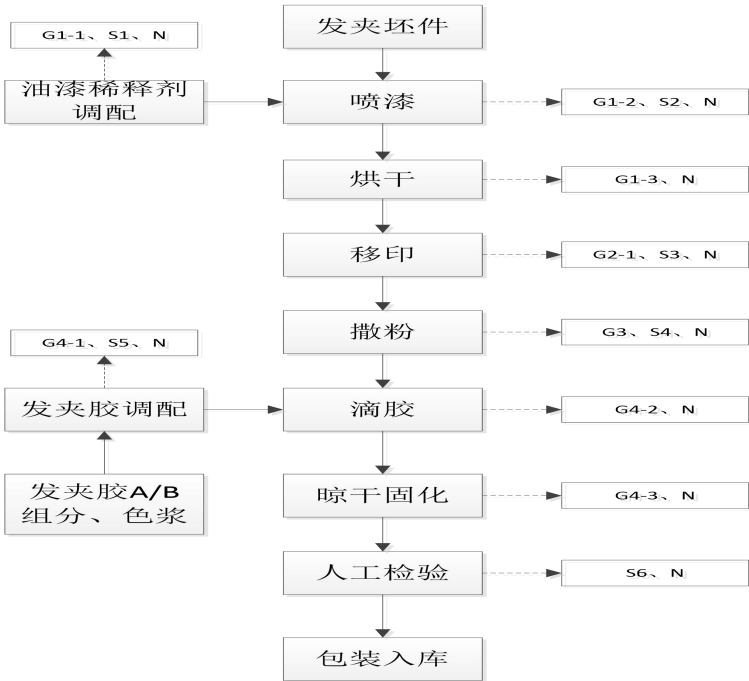 发夹坯件
G1-1、S1、N
油漆稀释剂
调配
喷漆
G1-2、S2、N
烘干
G1-3、N
移印
G2-1、S3、N
撒粉
G3、S4、N
G4-1、S5、N
发夹胶调配
滴胶
G4-2、N
发夹胶A/B
组分、色浆
晾干固化
G4-3、N
人工检验
S6、N
包装入库